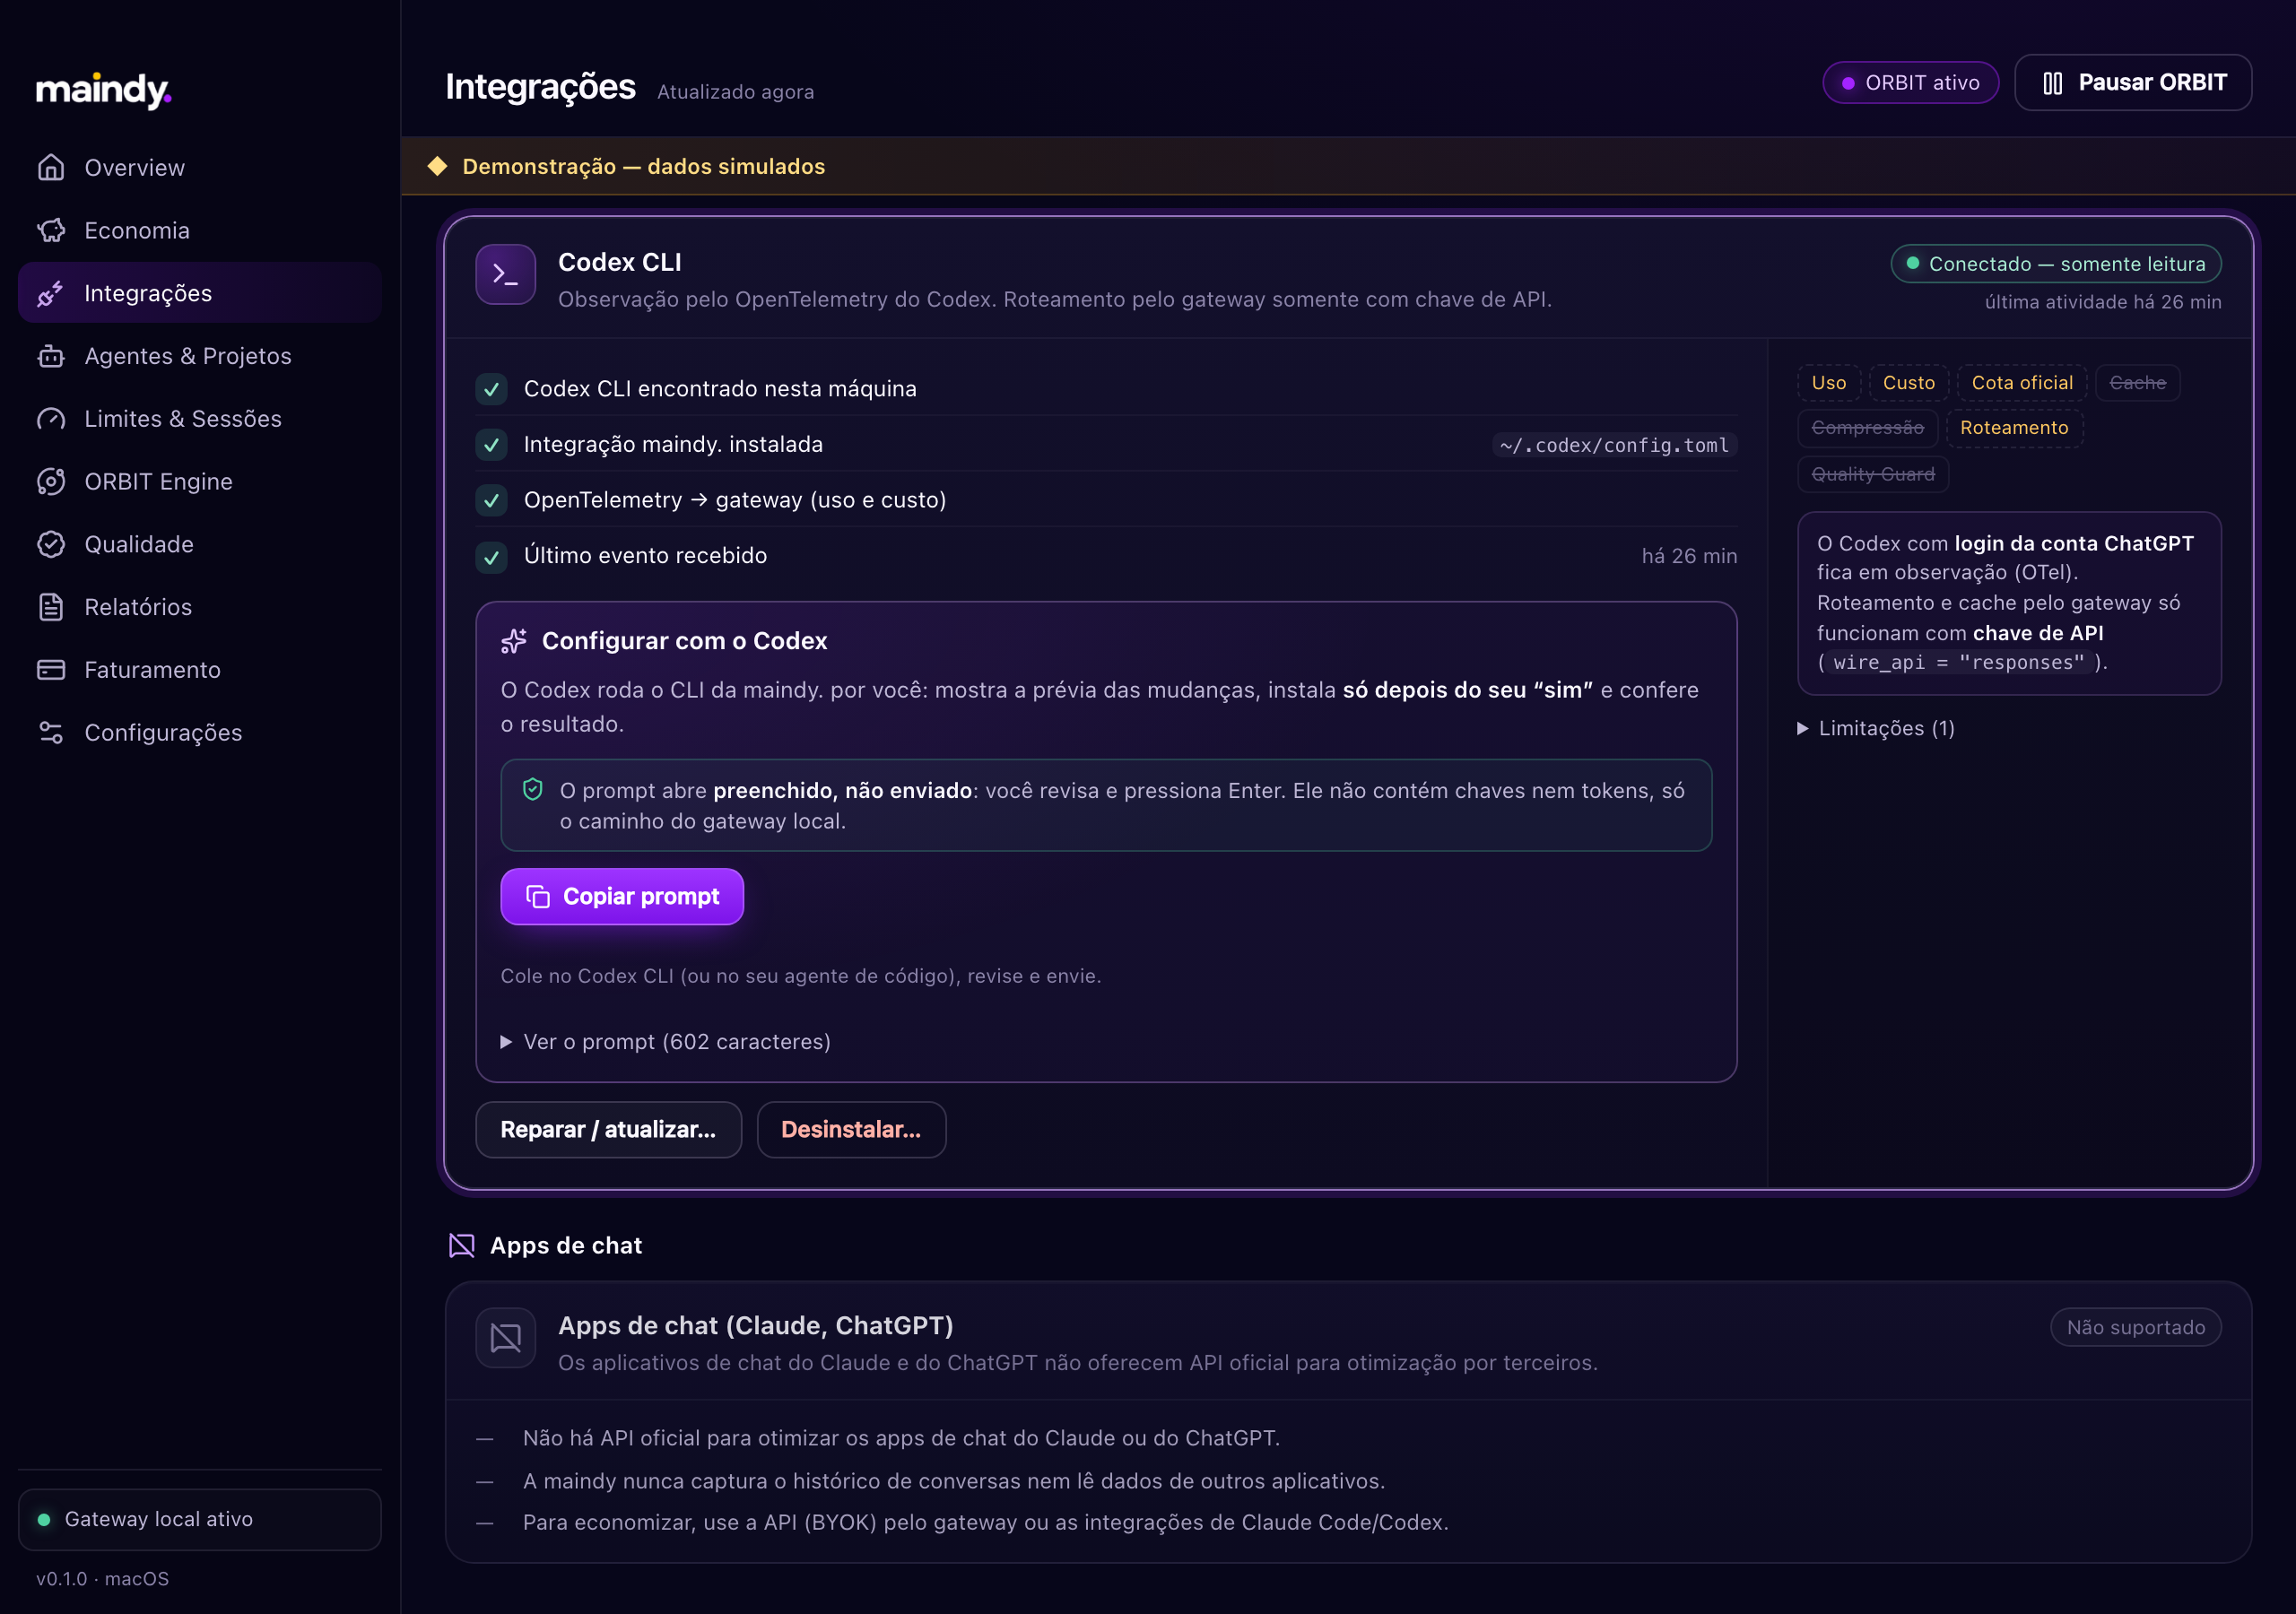 maindy.
Overview
Economia
Integrações
Agentes & Projetos
Limites & Sessões
ORBIT Engine
Qualidade
Relatórios
Faturamento
Configurações
Gateway local ativo
v0.1.0 · macOS
Integrações
Atualizado agora
ORBIT ativo
Pausar ORBIT
Demonstração — dados simulados
Codex CLI
Observação pelo OpenTelemetry do Codex. Roteamento pelo gateway somente com chave de API.
Conectado — somente leitura
última atividade há 26 min
Codex CLI encontrado nesta máquina
Integração maindy. instalada
~/.codex/config.toml
OpenTelemetry → gateway (uso e custo)
Último evento recebido
há 26 min
Configurar com o Codex
O Codex roda o CLI da maindy. por você: mostra a prévia das mudanças, instala só depois do seu “sim” e confere
o resultado.
O prompt abre preenchido, não enviado: você revisa e pressiona Enter. Ele não contém chaves nem tokens, só
o caminho do gateway local.
Copiar prompt
Cole no Codex CLI (ou no seu agente de código), revise e envie.
Ver o prompt (602 caracteres)
Reparar / atualizar...
Desinstalar...
Uso
Custo
Cota oficial
Cache
Compressão
Roteamento
Quality Guard
O Codex com login da conta ChatGPT
fica em observação (OTel).
Roteamento e cache pelo gateway só
funcionam com chave de API
( wire_api = "responses" ).
Limitações (1)
Apps de chat
Apps de chat (Claude, ChatGPT)
Os aplicativos de chat do Claude e do ChatGPT não oferecem API oficial para otimização por terceiros.
Não suportado
— Não há API oficial para otimizar os apps de chat do Claude ou do ChatGPT.
— A maindy nunca captura o histórico de conversas nem lê dados de outros aplicativos.
— Para economizar, use a API (BYOK) pelo gateway ou as integrações de Claude Code/Codex.